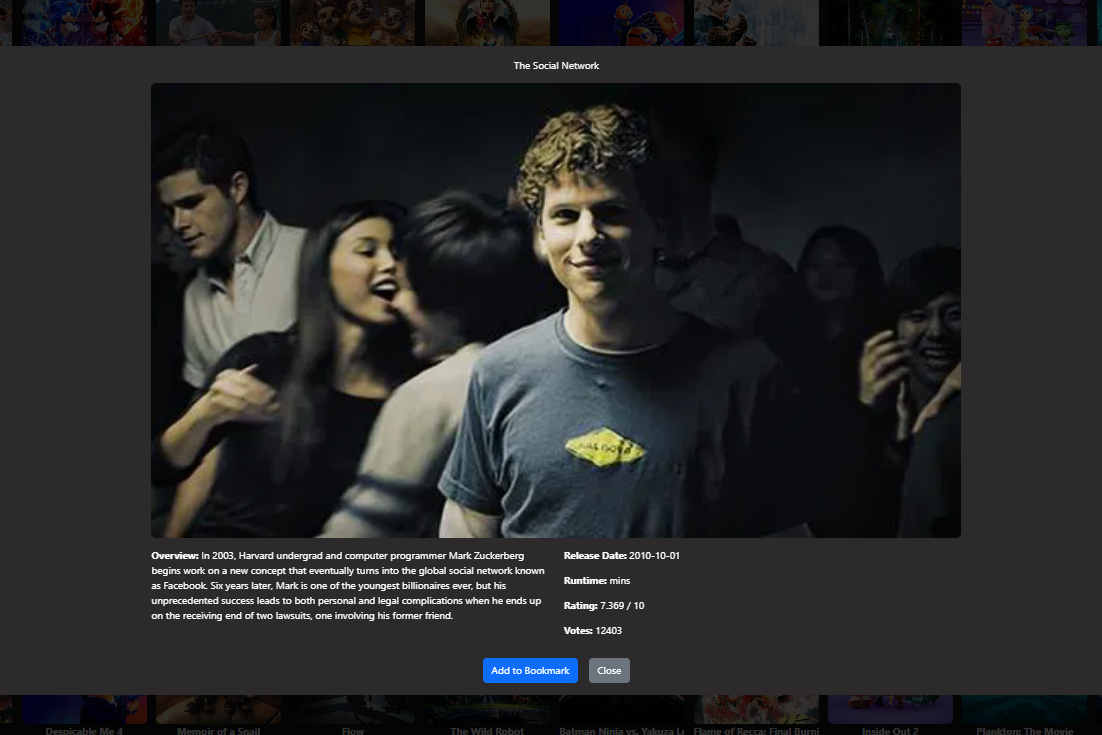 The Social Network
Overview: In 2003, Harvard undergrad and computer programmer Mark Zuckerberg
begins work on a new concept that eventually turns into the global social network known
as Facebook. Six years later, Mark is one of the youngest billionaires ever, but his
unprecedented success leads to both personal and legal complications when he ends up
on the receiving end of two lawsuits, one involving his former friend.
Release Date: 2010-10-01
Runtime: mins
Rating: 7.369 / 10
Votes: 12403
Add to Bookmark
Close
Despicable Me 4
Memoir of a Snail
Flow
The Wild Robot
Batman Ninja vs. Yakuza Le
Flame of Recca: Final Burni
Inside Out 2
Plankton: The Movie